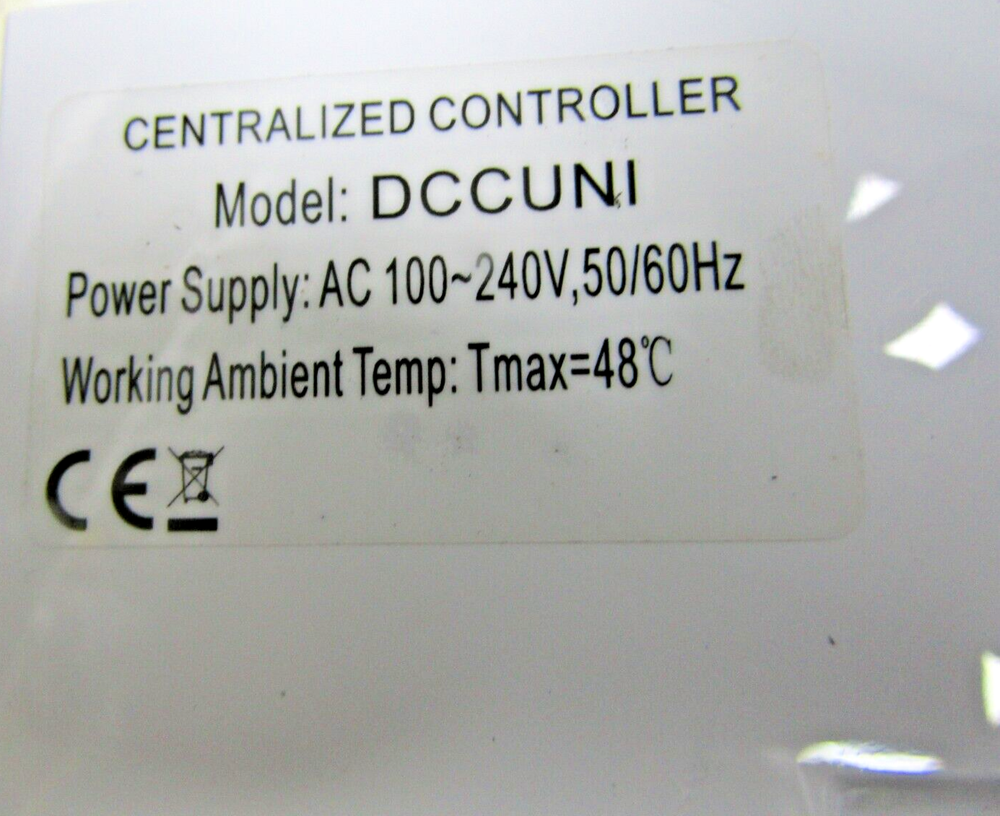 CENTRALIZED CONTROLLER
Model: DCCUNI
Power Supply: AC 100~240V,50/60Hz
Working Ambient Temp: Tmax=48℃
CE